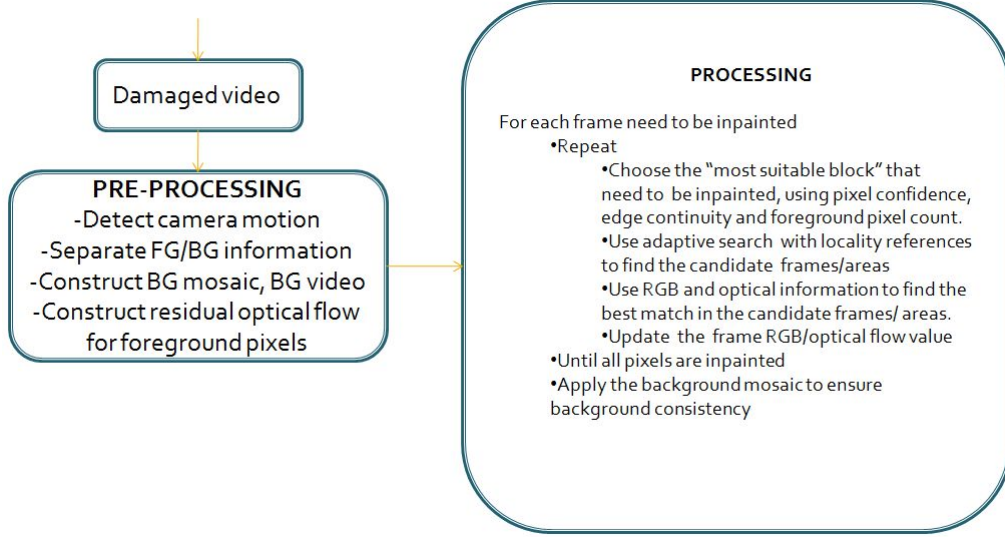 Damaged video
PRE-PROCESSING
-Detect camera motion
-Separate FG/BG information
-Construct BG mosaic, BG video
-Construct residual optical flow
for foreground pixels
PROCESSING
For each frame need to be inpainted
•Repeat
•Choose the “most suitable block” that
need to be inpainted, using pixel confidence,
edge continuity and foreground pixel count.
•Use adaptive search with locality references
to find the candidate frames/areas
•Use RGB and optical information to find the
best match in the candidate frames/ areas.
•Update the frame RGB/optical flow value
•Until all pixels are inpainted
•Apply the background mosaic to ensure
background consistency